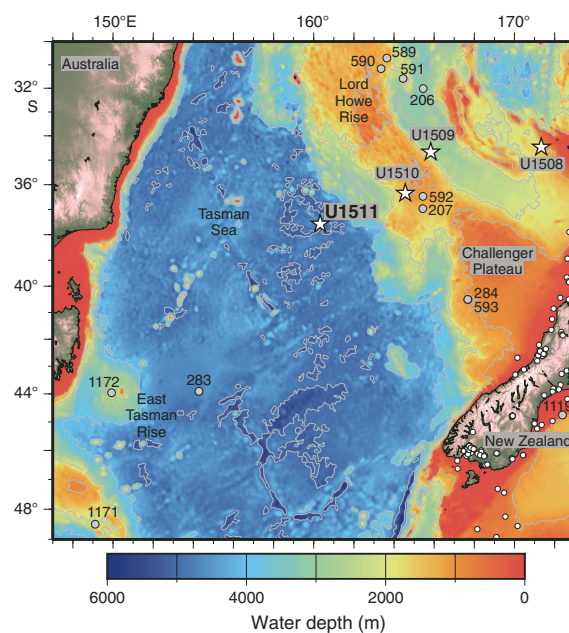 150°E
160°
170°
32°
S
36°
40°
44°
48°
Australia
590
589
591
Lord
Howe
Rise
206
U1509
U1508
U1510
592
207
U1511
Tasman
Sea
Challenger
Plateau
284
593
1172
283
East
Tasman
Rise
1119
New Zealand
1171
6000
4000
2000
0
Water depth (m)